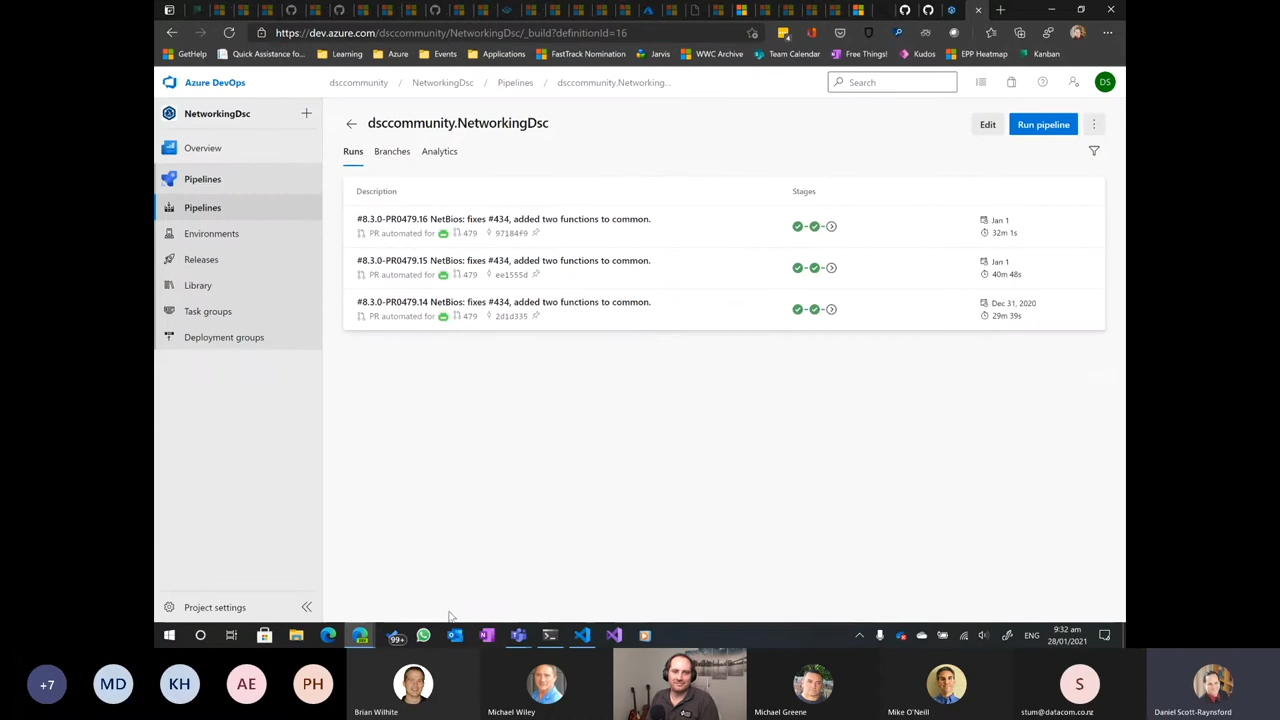 https://dev.azure.com/dsccommunity/NetworkingDsc/_build?definitionId=16
GetHelp
Quick Assistance fo...
Learning
Azure
Events
Applications
FastTrack Nomination
Jarvis
WWC Archive
Team Calendar
Free Things!
Kudos
EPP Heatmap
Kanban
Azure DevOps
dsccommunity / NetworkingDsc / Pipelines / dsccommunity.Networking...
Search
DS
NetworkingDsc
Overview
Pipelines
Pipelines
Environments
Releases
Library
Task groups
Deployment groups
Project settings
dsccommunity.NetworkingDsc
Edit
Run pipeline
Runs
Branches
Analytics
Description
Stages
#8.3.0-PR0479.16 NetBios: fixes #434, added two functions to common.
Jan 1
PR automated for 479 97184f9
32m 1s
#8.3.0-PR0479.15 NetBios: fixes #434, added two functions to common.
Jan 1
PR automated for 479 ee1555d
40m 48s
#8.3.0-PR0479.14 NetBios: fixes #434, added two functions to common.
Dec 31, 2020
PR automated for 479 2d1d335
29m 39s
99+
ENG
9:32 am
28/01/2021
+7
MD
KH
AE
PH
Brian Wilhite
Michael Wiley
Michael Greene
Mike O'Neill
S
stum@datacom.co.nz
Daniel Scott-Raynsford